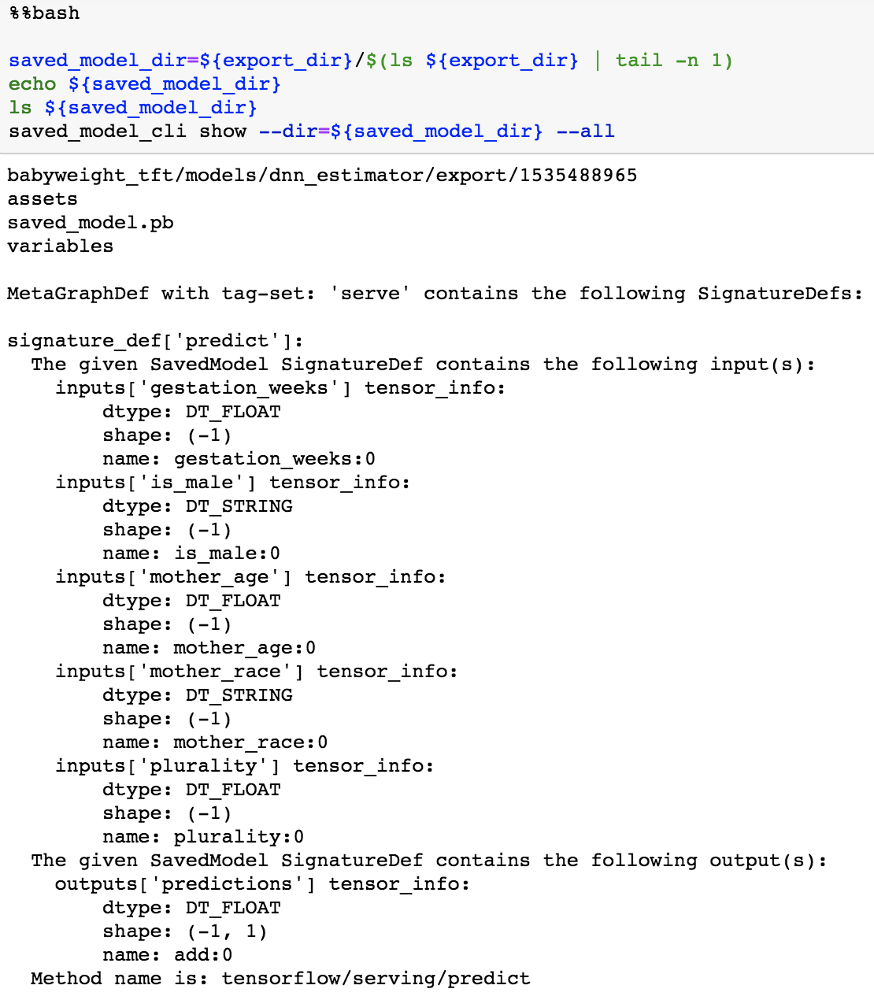 %%bash
saved_model_dir=${export_dir}/$(ls ${export_dir} | tail -n 1)
echo ${saved_model_dir}
ls ${saved_model_dir}
saved_model_cli show --dir=${saved_model_dir} --all
babyweight_tft/models/dnn_estimator/export/1535488965
assets
saved_model.pb
variables
MetaGraphDef with tag-set: 'serve' contains the following SignatureDefs:
signature_def['predict']:
  The given SavedModel SignatureDef contains the following input(s):
    inputs['gestation_weeks'] tensor_info:
        dtype: DT_FLOAT
        shape: (-1)
        name: gestation_weeks:0
    inputs['is_male'] tensor_info:
        dtype: DT_STRING
        shape: (-1)
        name: is_male:0
    inputs['mother_age'] tensor_info:
        dtype: DT_FLOAT
        shape: (-1)
        name: mother_age:0
    inputs['mother_race'] tensor_info:
        dtype: DT_STRING
        shape: (-1)
        name: mother_race:0
    inputs['plurality'] tensor_info:
        dtype: DT_FLOAT
        shape: (-1)
        name: plurality:0
  The given SavedModel SignatureDef contains the following output(s):
    outputs['predictions'] tensor_info:
        dtype: DT_FLOAT
        shape: (-1, 1)
        name: add:0
  Method name is: tensorflow/serving/predict